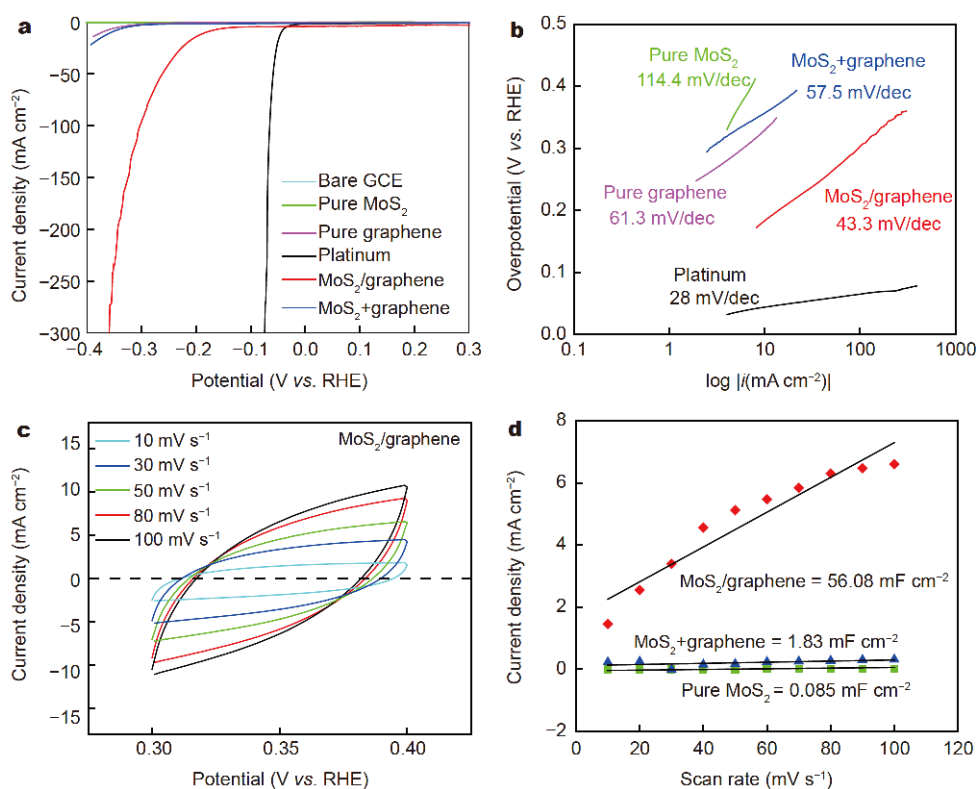 a
0
−50
−100
−150
−200
−250
−300
−0.4
−0.3
−0.2
−0.1
0.0
0.1
0.2
0.3
Current density (mA cm⁻²)
Potential (V vs. RHE)
Bare GCE
Pure MoS₂
Pure graphene
Platinum
MoS₂/graphene
MoS₂+graphene
b
0.5
0.4
0.3
0.2
0.1
0.0
0.1
1
10
100
1000
Overpotential (V vs. RHE)
log |i(mA cm⁻²)|
Pure MoS₂
114.4 mV/dec
MoS₂+graphene
57.5 mV/dec
Pure graphene
61.3 mV/dec
MoS₂/graphene
43.3 mV/dec
Platinum
28 mV/dec
c
15
10
5
0
−5
−10
−15
0.30
0.35
0.40
Current density (mA cm⁻²)
Potential (V vs. RHE)
10 mV s⁻¹
30 mV s⁻¹
50 mV s⁻¹
80 mV s⁻¹
100 mV s⁻¹
MoS₂/graphene
d
8
6
4
2
0
−2
0
20
40
60
80
100
120
Current density (mA cm⁻²)
Scan rate (mV s⁻¹)
MoS₂/graphene = 56.08 mF cm⁻²
MoS₂+graphene = 1.83 mF cm⁻²
Pure MoS₂ = 0.085 mF cm⁻²